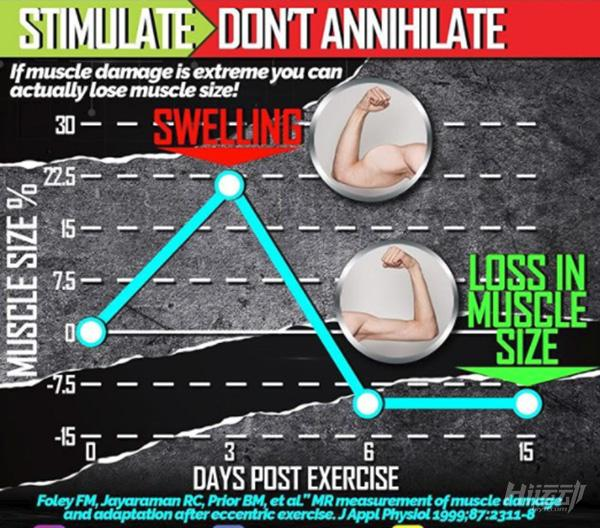 STIMULATE DON'T ANNIHILATE
If muscle damage is extreme you can
actually lose muscle size!
30
SWELLING
22.5
15
7.5
0
-7.5
-15
MUSCLE SIZE %
LOSS IN
MUSCLE
SIZE
0 3 6 15
DAYS POST EXERCISE
Foley FM, Jayaraman RC, Prior BM, et al." MR measurement of muscle damage
and adaptation after eccentric exercise. J Appl Physiol 1999;87:2311-8